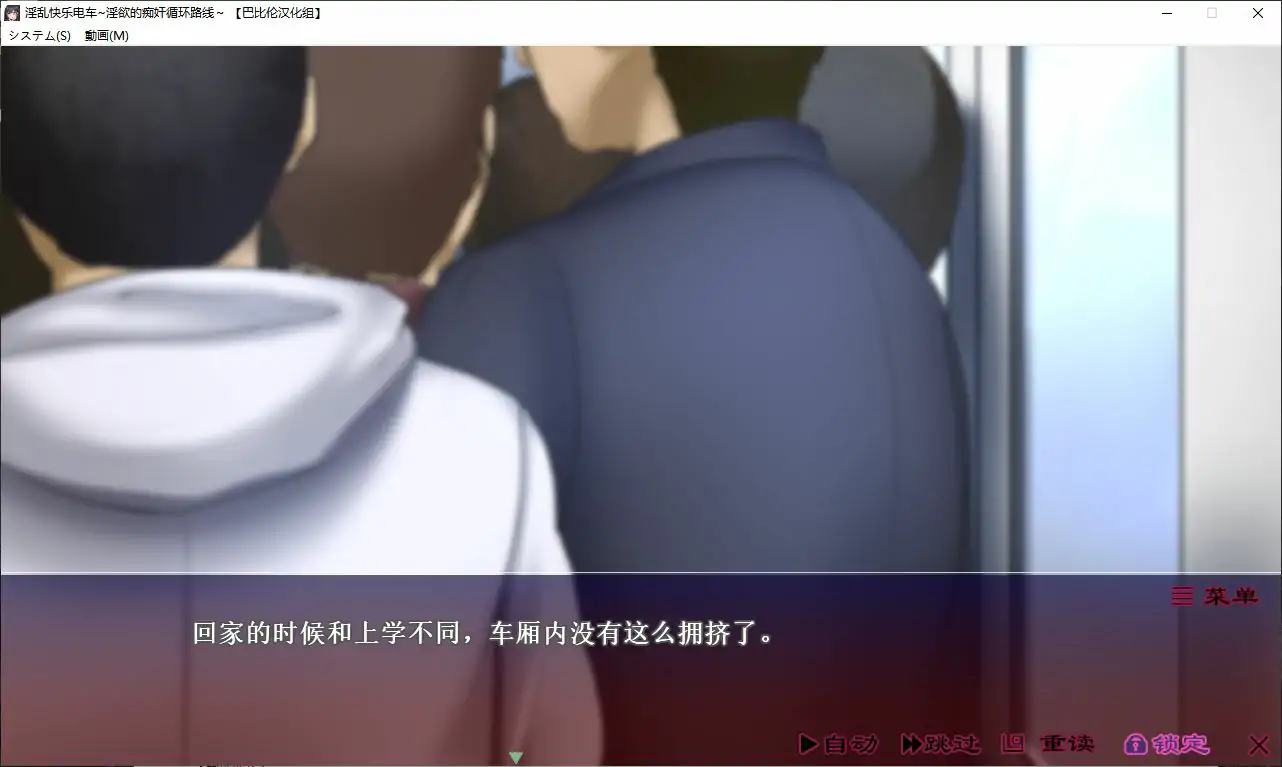 淫乱快乐电车~淫欲的痴奸循环路线~ 【巴比伦汉化组】
システム(S) 動画(M)
菜单
回家的时候和上学不同，车厢内没有这么拥挤了。
自动 跳过 重读 锁定